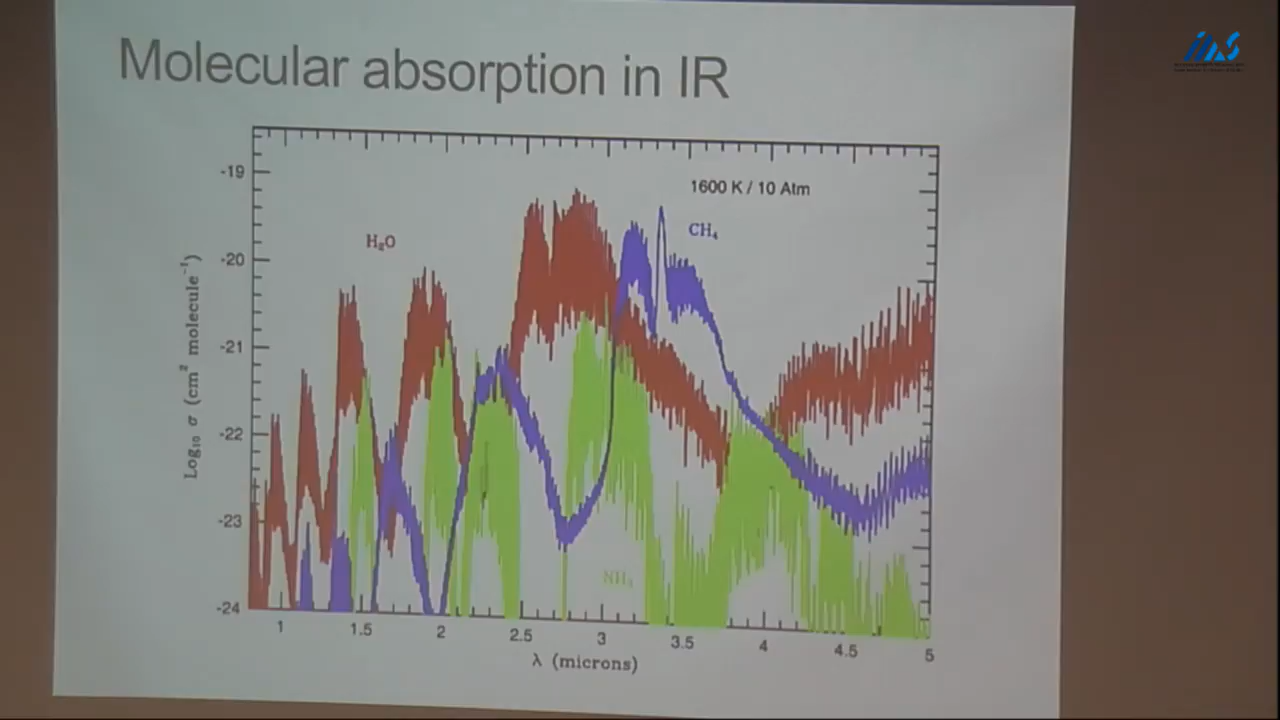 Molecular absorption in IR
1600 K / 10 Atm
H₂O
CH₄
NH₃
Log₁₀ σ (cm² molecule⁻¹)
-19
-20
-21
-22
-23
-24
1 1.5 2 2.5 3 3.5 4 4.5 5
λ (microns)